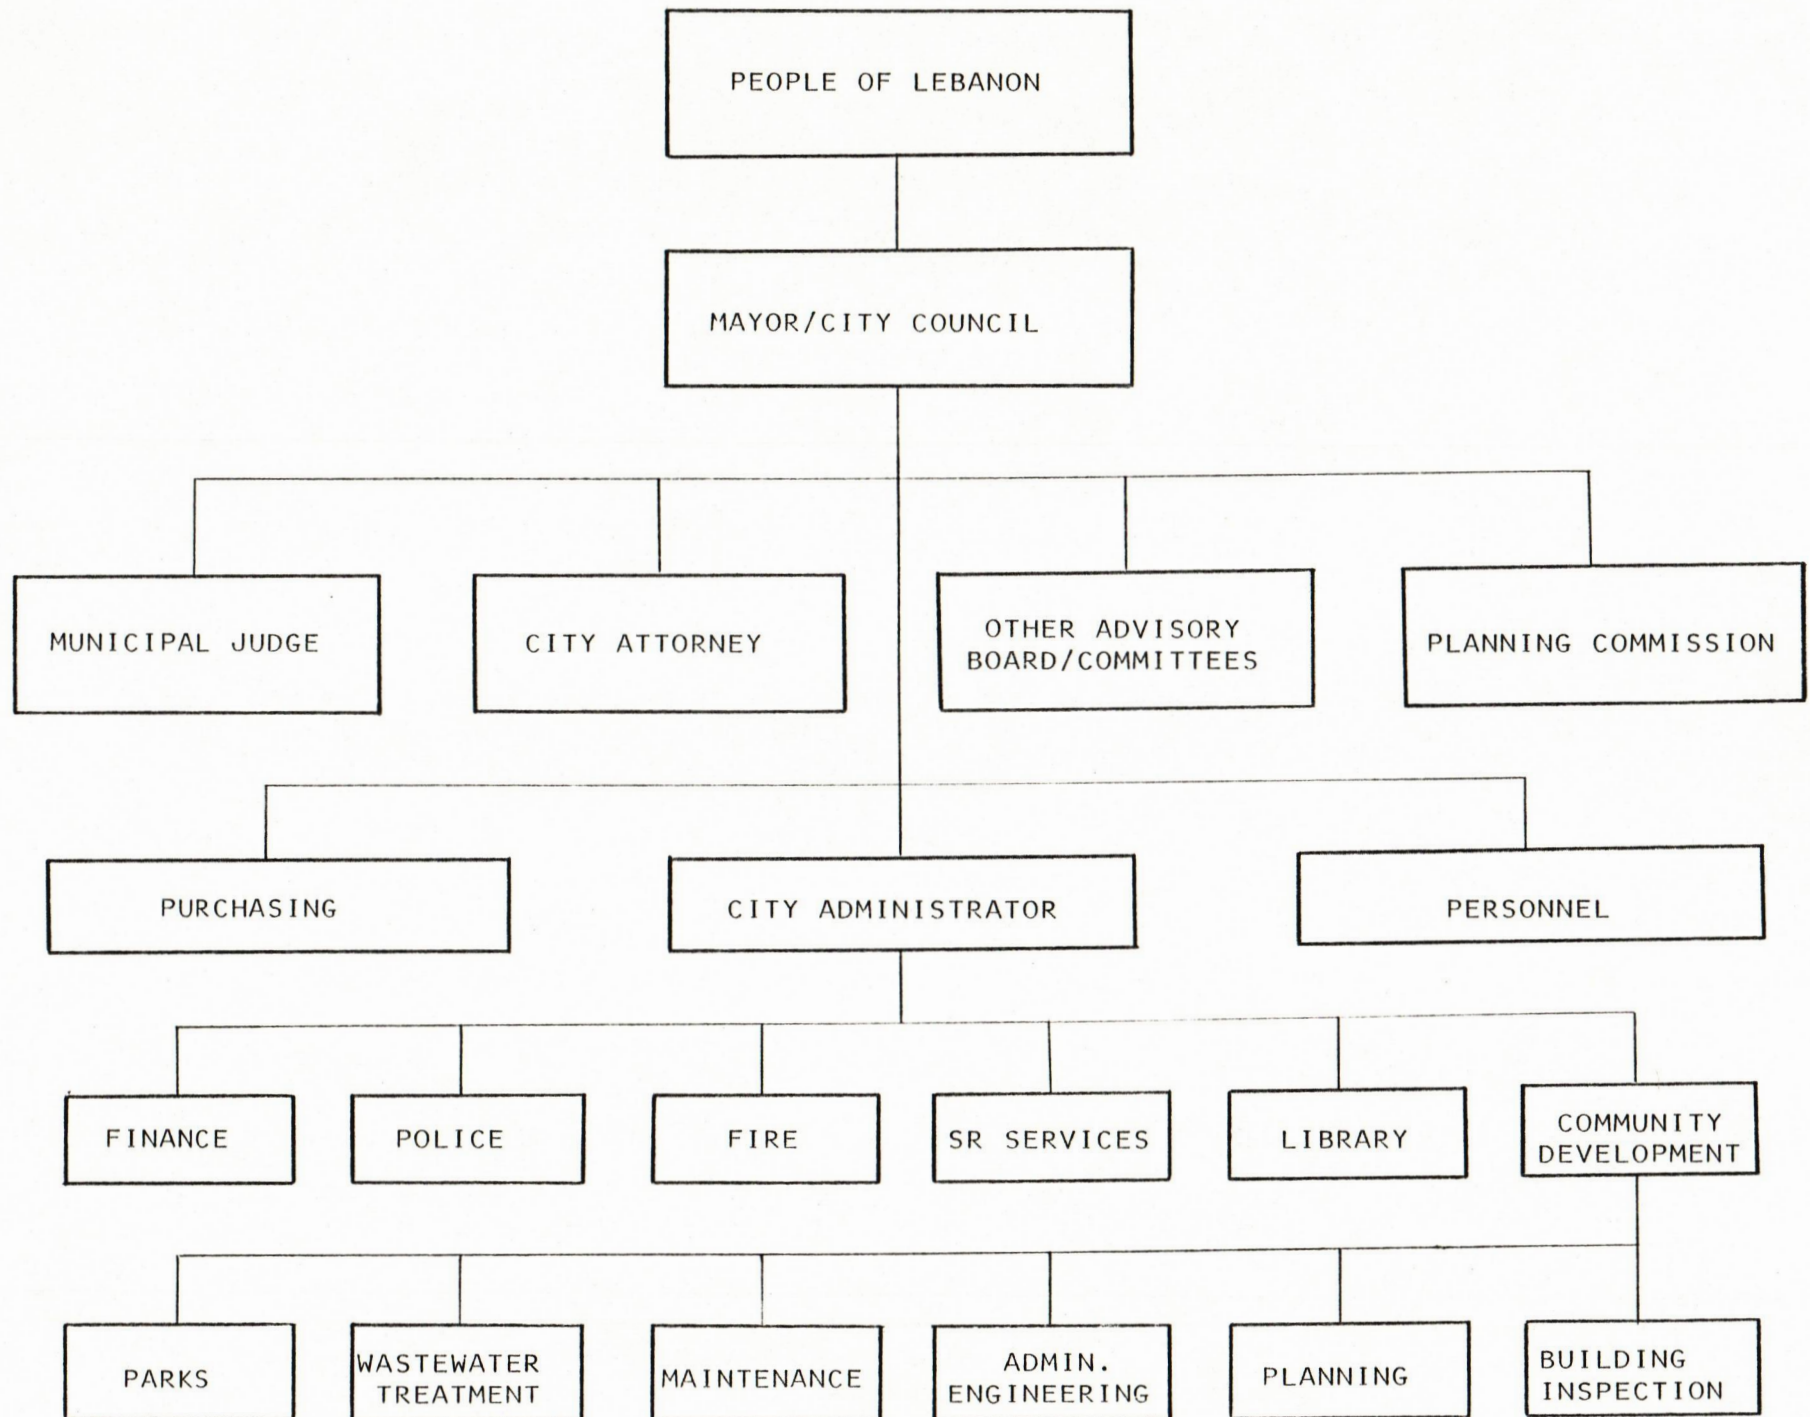 PEOPLE OF LEBANON
MAYOR/CITY COUNCIL
MUNICIPAL JUDGE
CITY ATTORNEY
OTHER ADVISORY
BOARD/COMMITTEES
PLANNING COMMISSION
PURCHASING
CITY ADMINISTRATOR
PERSONNEL
FINANCE
POLICE
FIRE
SR SERVICES
LIBRARY
COMMUNITY
DEVELOPMENT
PARKS
WASTEWATER
TREATMENT
MAINTENANCE
ADMIN.
ENGINEERING
PLANNING
BUILDING
INSPECTION